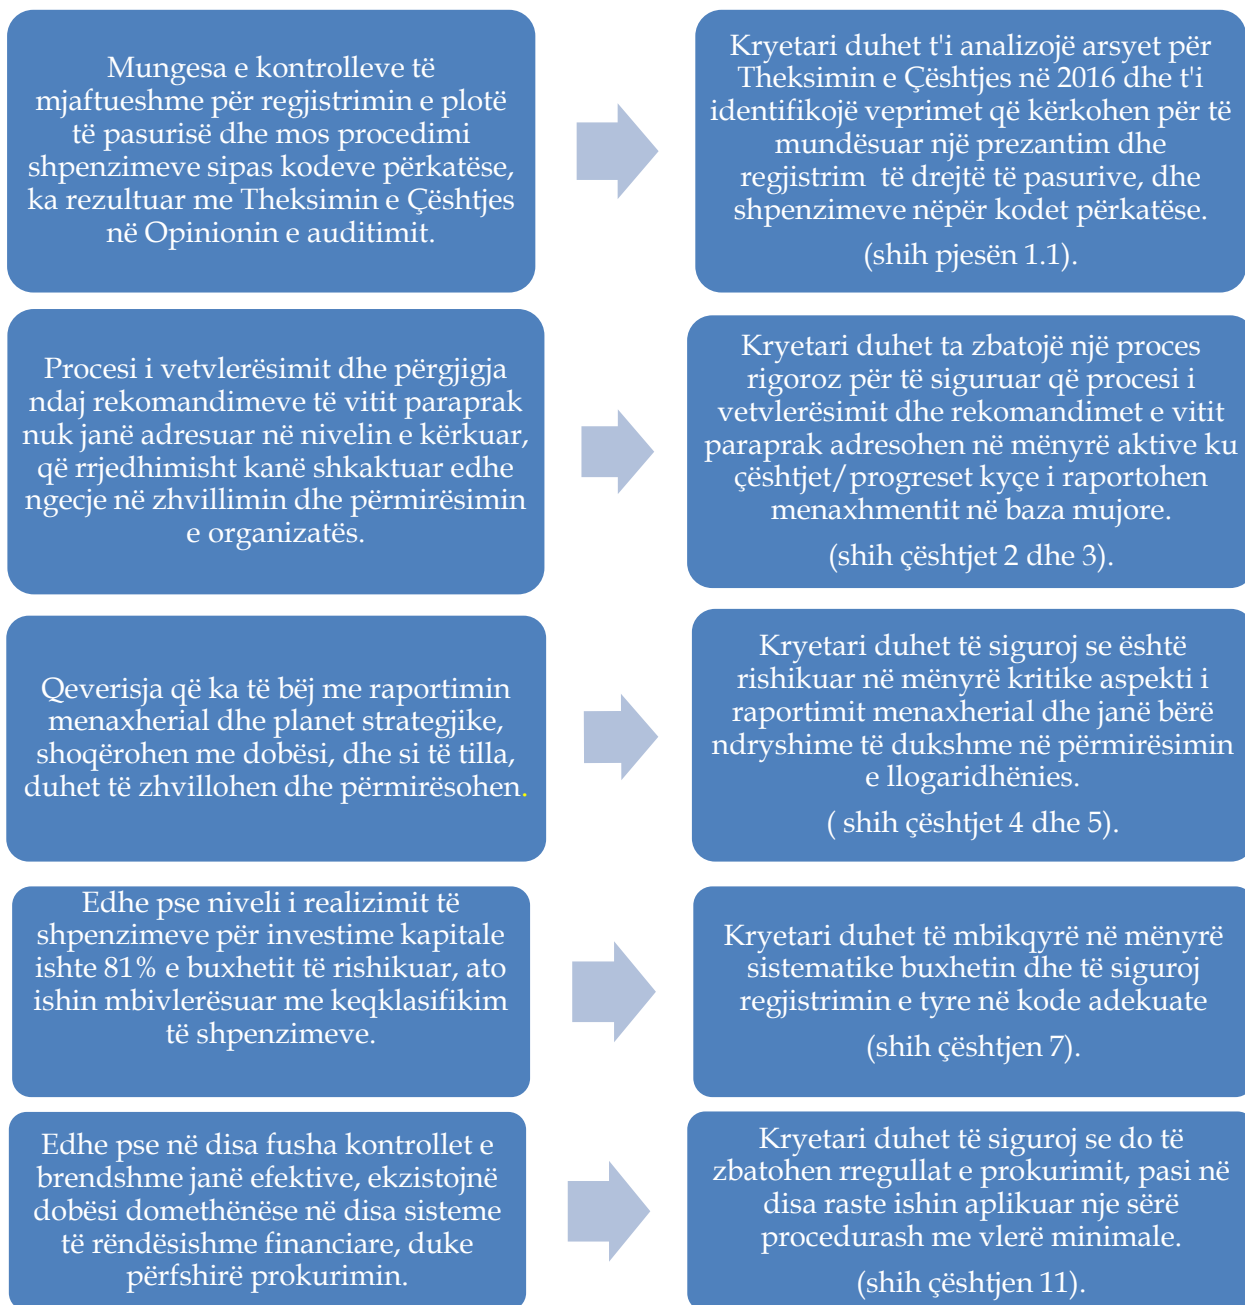 Mungesa e kontrolleve të
mjaftueshme për regjistrimin e plotë
të pasurisë dhe mos procedimi
shpenzimeve sipas kodeve përkatëse,
ka rezultuar me Theksimin e Çështjes
në Opinionin e auditimit.
Kryetari duhet t'i analizojë arsyet për
Theksimin e Çështjes në 2016 dhe t'i
identifikojë veprimet që kërkohen për të
mundësuar një prezantim dhe
regjistrim të drejtë të pasurive, dhe
shpenzimeve nëpër kodet përkatëse.
(shih pjesën 1.1).
Procesi i vetvlerësimit dhe përgjigja
ndaj rekomandimeve të vitit paraprak
nuk janë adresuar në nivelin e kërkuar,
që rrjedhimisht kanë shkaktuar edhe
ngecje në zhvillimin dhe përmirësimin
e organizatës.
Kryetari duhet ta zbatojë një proces
rigoroz për të siguruar që procesi i
vetvlerësimit dhe rekomandimet e vitit
paraprak adresohen në mënyrë aktive ku
çështjet/progreset kyçe i raportohen
menaxhmentit në baza mujore.
(shih çështjet 2 dhe 3).
Qeverisja që ka të bëj me raportimin
menaxherial dhe planet strategjike,
shoqërohen me dobësi, dhe si të tilla,
duhet të zhvillohen dhe përmirësohen.
Kryetari duhet të siguroj se është
rishikuar në mënyrë kritike aspekti i
raportimit menaxherial dhe janë bërë
ndryshime të dukshme në përmirësimin
e llogaridhënies.
( shih çështjet 4 dhe 5).
Edhe pse niveli i realizimit të
shpenzimeve për investime kapitale
ishte 81% e buxhetit të rishikuar, ato
ishin mbivlerësuar me keqklasifikim
të shpenzimeve.
Kryetari duhet të mbikqyrë në mënyrë
sistematike buxhetin dhe të siguroj
regjistrimin e tyre në kode adekuate
(shih çështjen 7).
Edhe pse në disa fusha kontrollet e
brendshme janë efektive, ekzistojnë
dobësi domethënëse në disa sisteme
të rëndësishme financiare, duke
përfshirë prokurimin.
Kryetari duhet të siguroj se do të
zbatohen rregullat e prokurimit, pasi në
disa raste ishin aplikuar nje sërë
procedurash me vlerë minimale.
(shih çështjen 11).